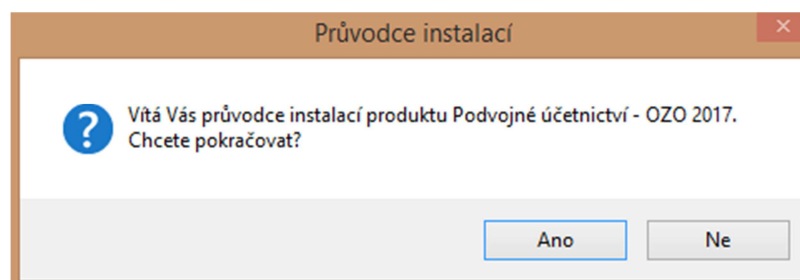 Průvodce instalací
Vítá Vás průvodce instalací produktu Podvojné účetnictví - OZO 2017.
Chcete pokračovat?
Ano
Ne